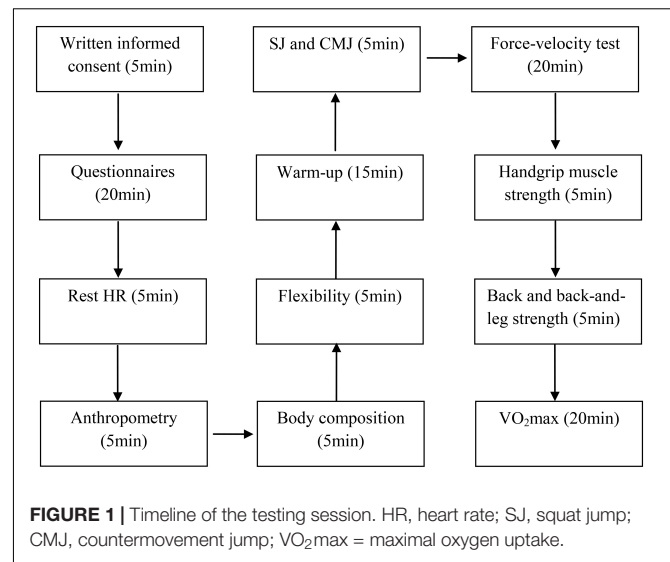 Written informed
consent (5min)
Questionnaires
(20min)
Rest HR (5min)
Anthropometry
(5min)
Body composition
(5min)
Flexibility (5min)
Warm-up (15min)
SJ and CMJ (5min)
Force-velocity test
(20min)
Handgrip muscle
strength (5min)
Back and back-and-
leg strength (5min)
VO₂max (20min)
FIGURE 1 | Timeline of the testing session. HR, heart rate; SJ, squat jump;
CMJ, countermovement jump; VO₂max = maximal oxygen uptake.